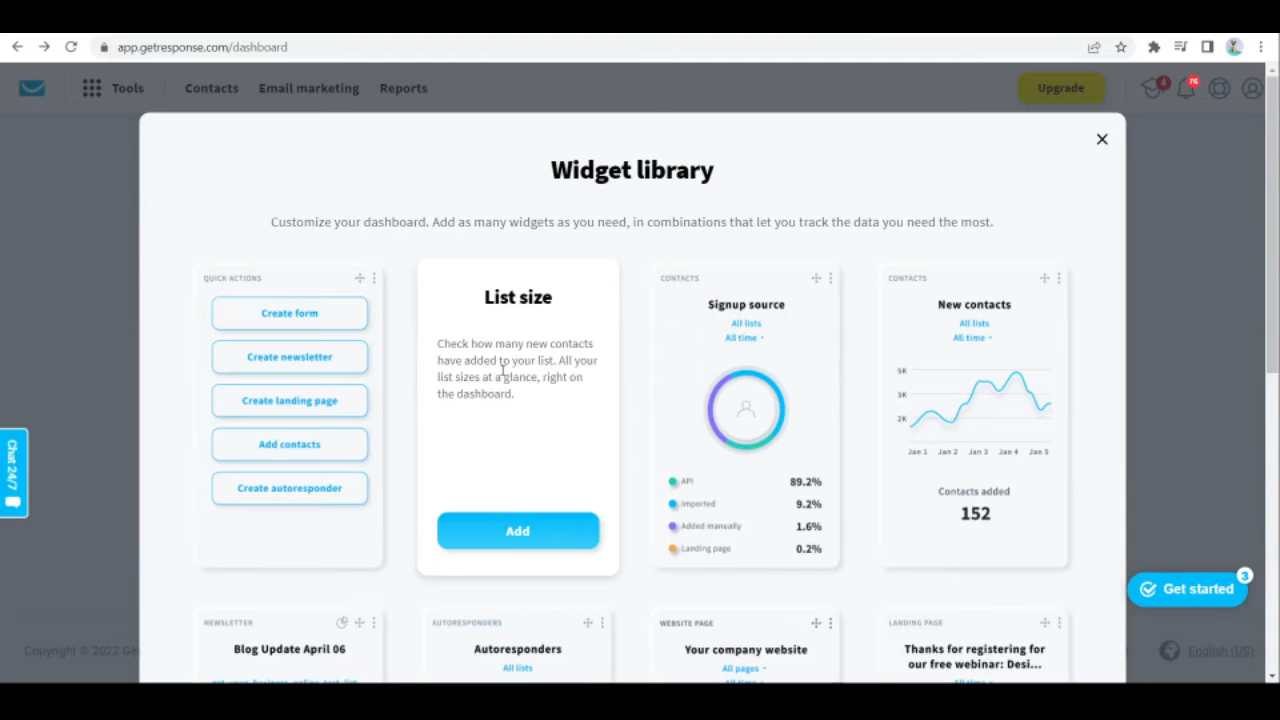 app.getresponse.com/dashboard
Tools
Contacts
Email marketing
Reports
Upgrade
4
76
Widget library
Customize your dashboard. Add as many widgets as you need, in combinations that let you track the data you need the most.
QUICK ACTIONS
Create form
Create newsletter
Create landing page
Add contacts
Create autoresponder
List size
Check how many new contacts
have added to your list. All your
list sizes at a glance, right on
the dashboard.
Add
CONTACTS
Signup source
All lists
All time
API 89.2%
Imported 9.2%
Added manually 1.6%
Landing page 0.2%
CONTACTS
New contacts
All lists
All time
5K
3K
2K
Jan 1 Jan 2 Jan 3 Jan 4 Jan 5
Contacts added
152
Chat 24/7
Get started
3
NEWSLETTER
Blog Update April 06
AUTORESPONDERS
Autoresponders
All lists
WEBSITE PAGE
Your company website
All pages
LANDING PAGE
Thanks for registering for
our free webinar: Desi...
Copyright © 2022 Get
English (US)